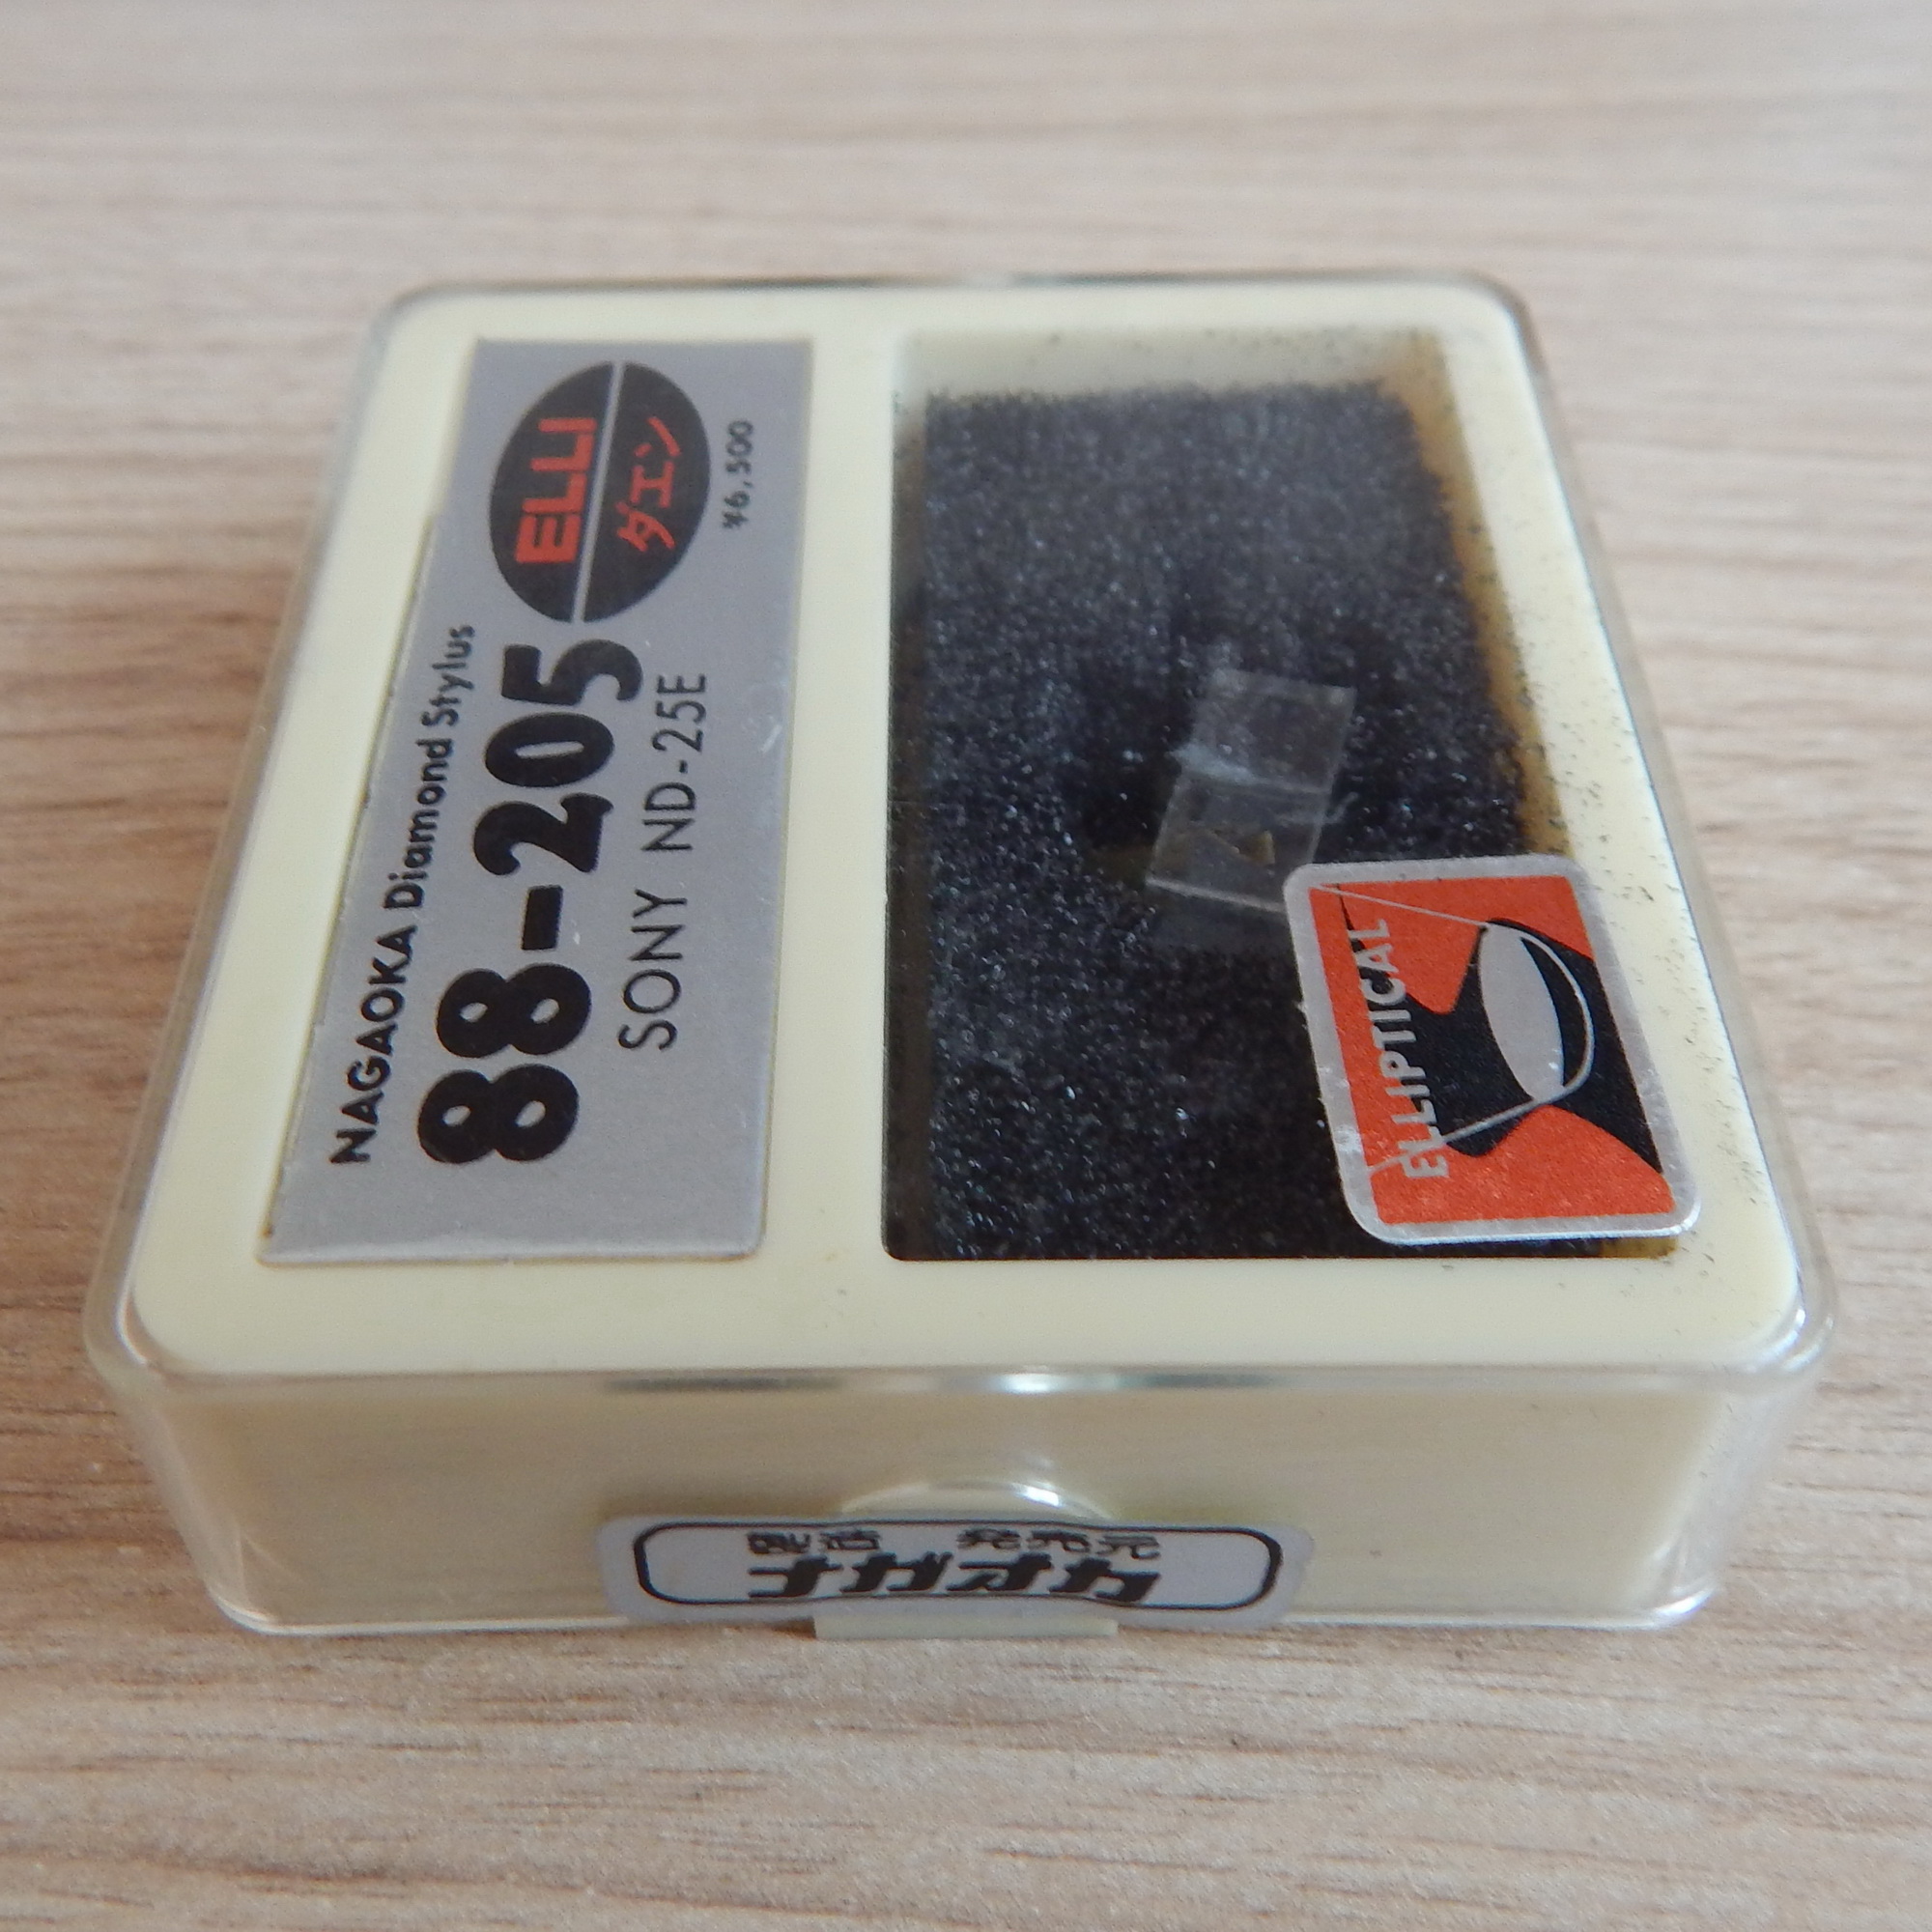 NAGAOKA Diamond Stylus
88-205
SONY ND-25E
ELLI
ダエン
¥6,500
ELLIPTICAL
製造 発売元
ナガオカ